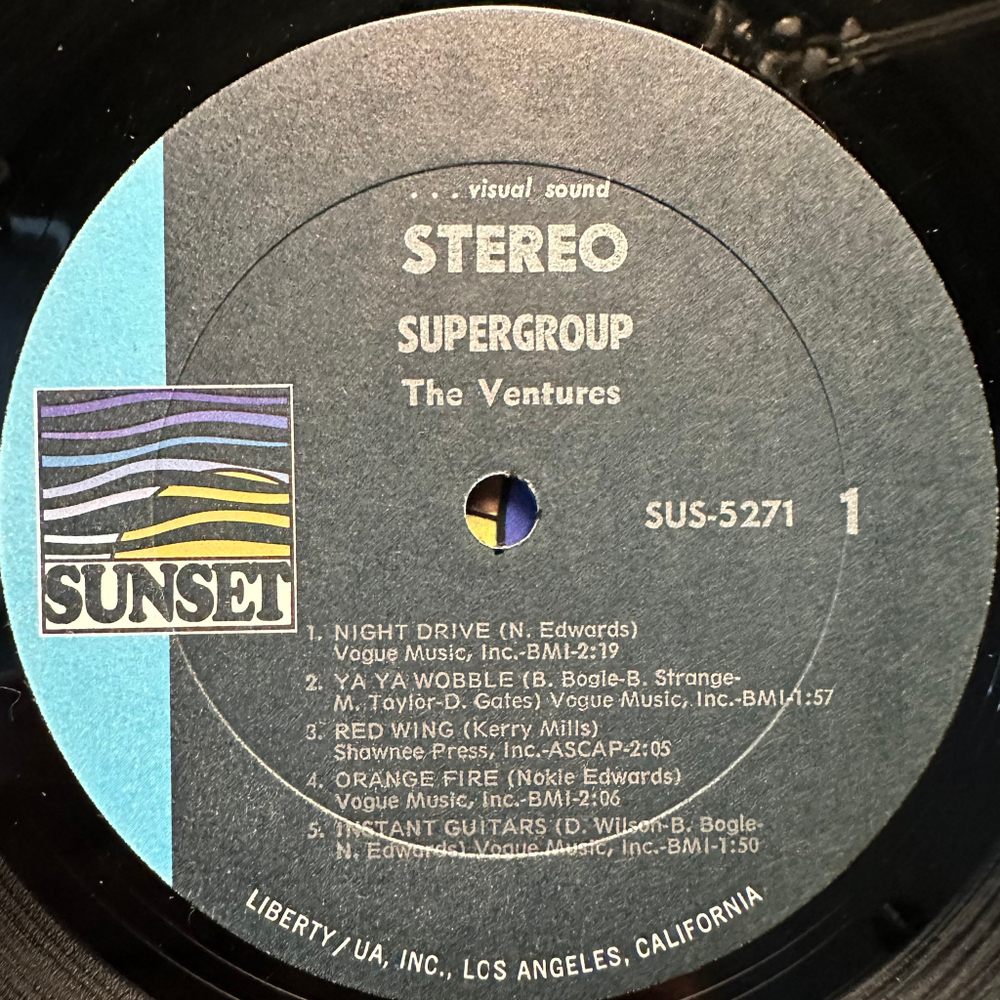 . . . visual sound
STEREO
SUPERGROUP
The Ventures
SUS-5271 1
SUNSET
1. NIGHT DRIVE (N. Edwards)
Vogue Music, Inc.-BMI-2:19
2. YA YA WOBBLE (B. Bogle-B. Strange-
M. Taylor-D. Gates) Vogue Music, Inc.-BMI-1:57
3. RED WING (Kerry Mills)
Shawnee Press, Inc.-ASCAP-2:05
4. ORANGE FIRE (Nokie Edwards)
Vogue Music, Inc.-BMI-2:06
5. INSTANT GUITARS (D. Wilson-B. Bogle-
N. Edwards) Vogue Music, Inc.-BMI-1:50
LIBERTY/UA, INC., LOS ANGELES, CALIFORNIA